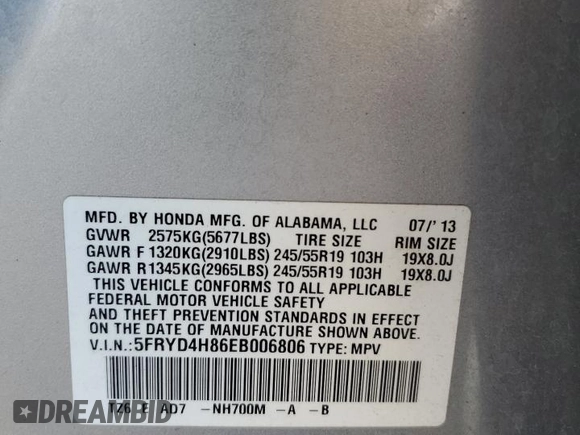 MFD. BY HONDA MFG. OF ALABAMA, LLC 07/'13
GVWR 2575KG(5677LBS) TIRE SIZE RIM SIZE
GAWR F 1320KG(2910LBS) 245/55R19 103H 19X8.0J
GAWR R 1345KG(2965LBS) 245/55R19 103H 19X8.0J
THIS VEHICLE CONFORMS TO ALL APPLICABLE
FEDERAL MOTOR VEHICLE SAFETY
AND THEFT PREVENTION STANDARDS IN EFFECT
ON THE DATE OF MANUFACTURE SHOWN ABOVE.
V.I.N.: 5FRYD4H86EB006806 TYPE: MPV
TZ6 E AD7 -NH700M -A -B
DREAMBID